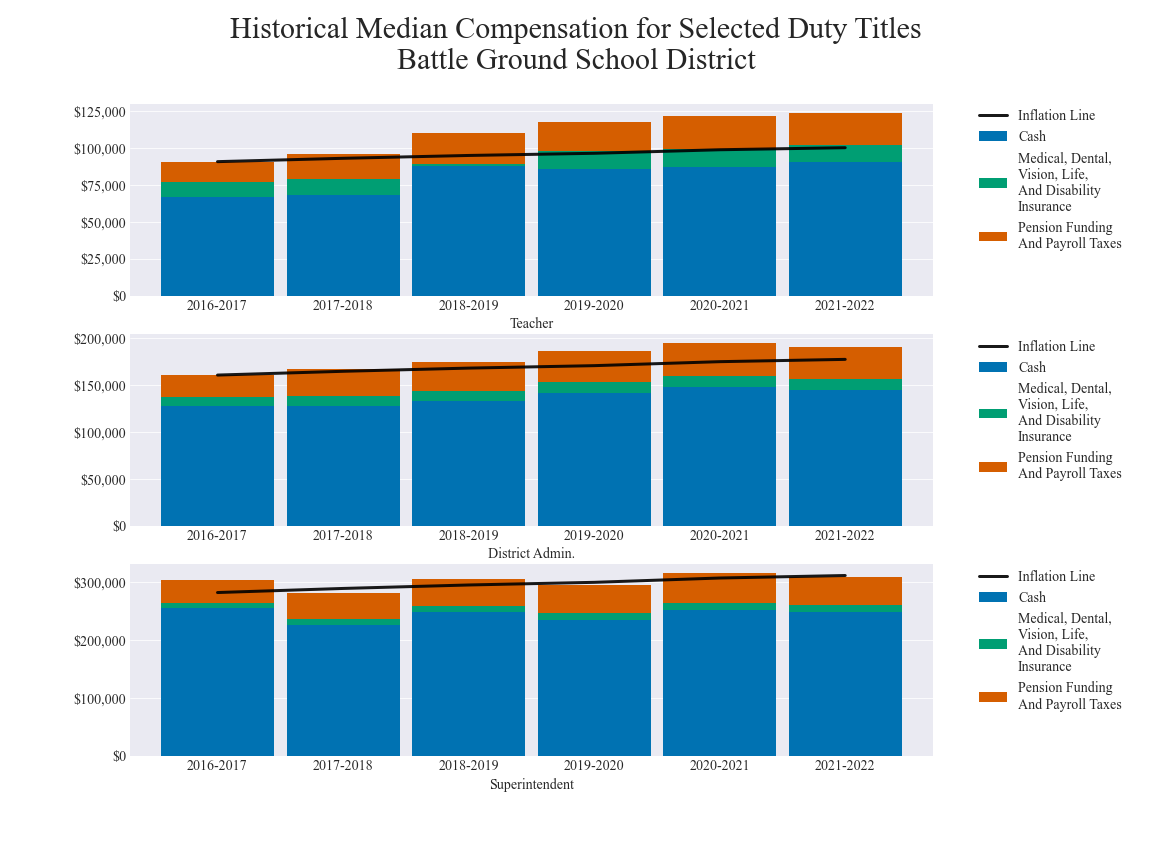 Historical Median Compensation for Selected Duty Titles
Battle Ground School District
$125,000
$100,000
$75,000
$50,000
$25,000
$0
2016-2017
2017-2018
2018-2019
2019-2020
2020-2021
2021-2022
Teacher
Inflation Line
Cash
Medical, Dental,
Vision, Life,
And Disability
Insurance
Pension Funding
And Payroll Taxes
$200,000
$150,000
$100,000
$50,000
$0
2016-2017
2017-2018
2018-2019
2019-2020
2020-2021
2021-2022
District Admin.
Inflation Line
Cash
Medical, Dental,
Vision, Life,
And Disability
Insurance
Pension Funding
And Payroll Taxes
$300,000
$200,000
$100,000
$0
2016-2017
2017-2018
2018-2019
2019-2020
2020-2021
2021-2022
Superintendent
Inflation Line
Cash
Medical, Dental,
Vision, Life,
And Disability
Insurance
Pension Funding
And Payroll Taxes